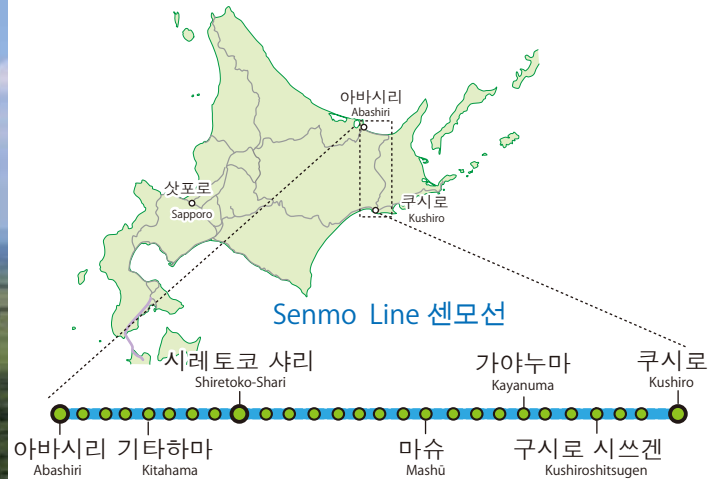 아바시리
Abashiri
삿포로
Sapporo
쿠시로
Kushiro
Senmo Line 센모선
시레토코 샤리
Shiretoko-Shari
가야누마
Kayanuma
쿠시로
Kushiro
아바시리
Abashiri
기타하마
Kitahama
마슈
Mashū
구시로 시쓰겐
Kushiroshitsugen